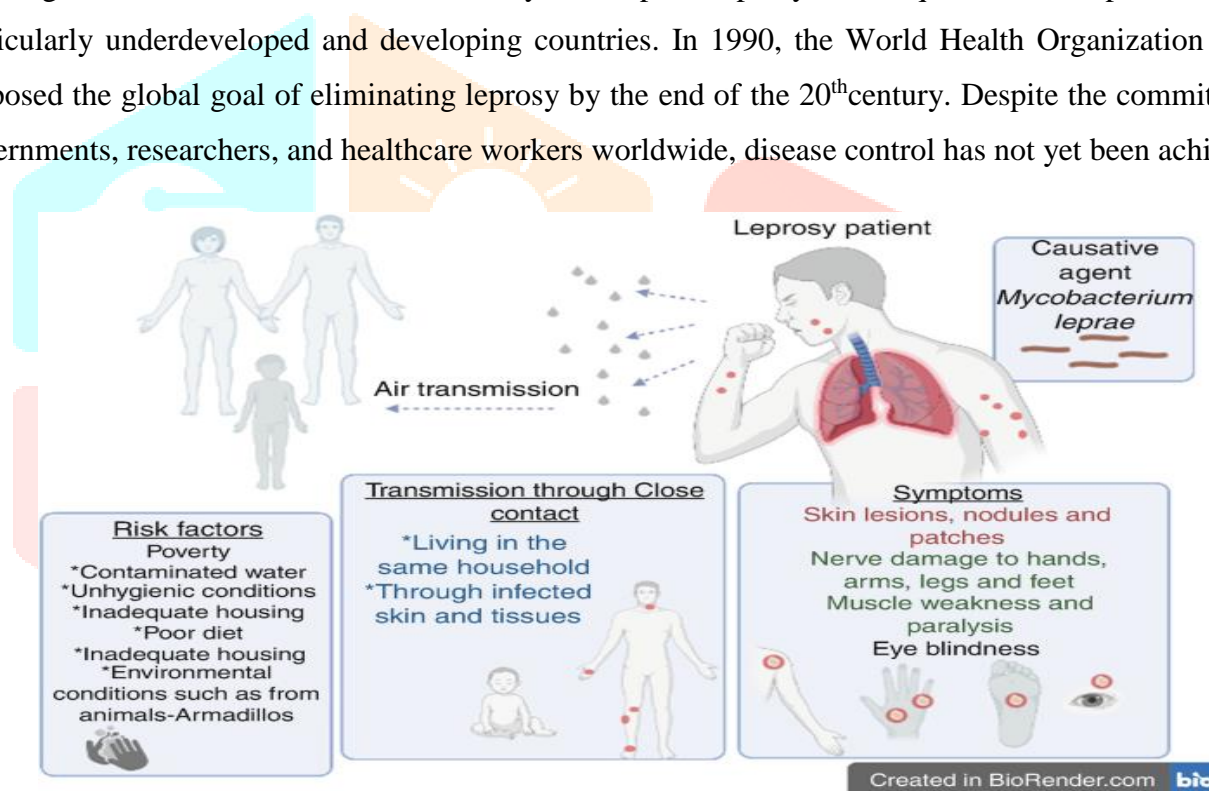 particularly underdeveloped and developing countries. In 1990, the World Health Organization
the global goal of eliminating leprosy by the end of the 20thcentury. Despite the
researchers, and healthcare workers worldwide, disease control has not yet been
Leprosy patient
Causative
agent
Mycobacterium
leprae
Air transmission
Risk factors
Poverty
*Contaminated water
*Unhygienic conditions
*Inadequate housing
*Poor diet
*Inadequate housing
*Environmental
conditions such as from
animals-Armadillos
Transmission through Close
contact
*Living in the
same household
*Through infected
skin and tissues
Symptoms
Skin lesions, nodules and
patches
Nerve damage to hands,
arms, legs and feet
Muscle weakness and
paralysis
Eye blindness
Created in BioRender.com